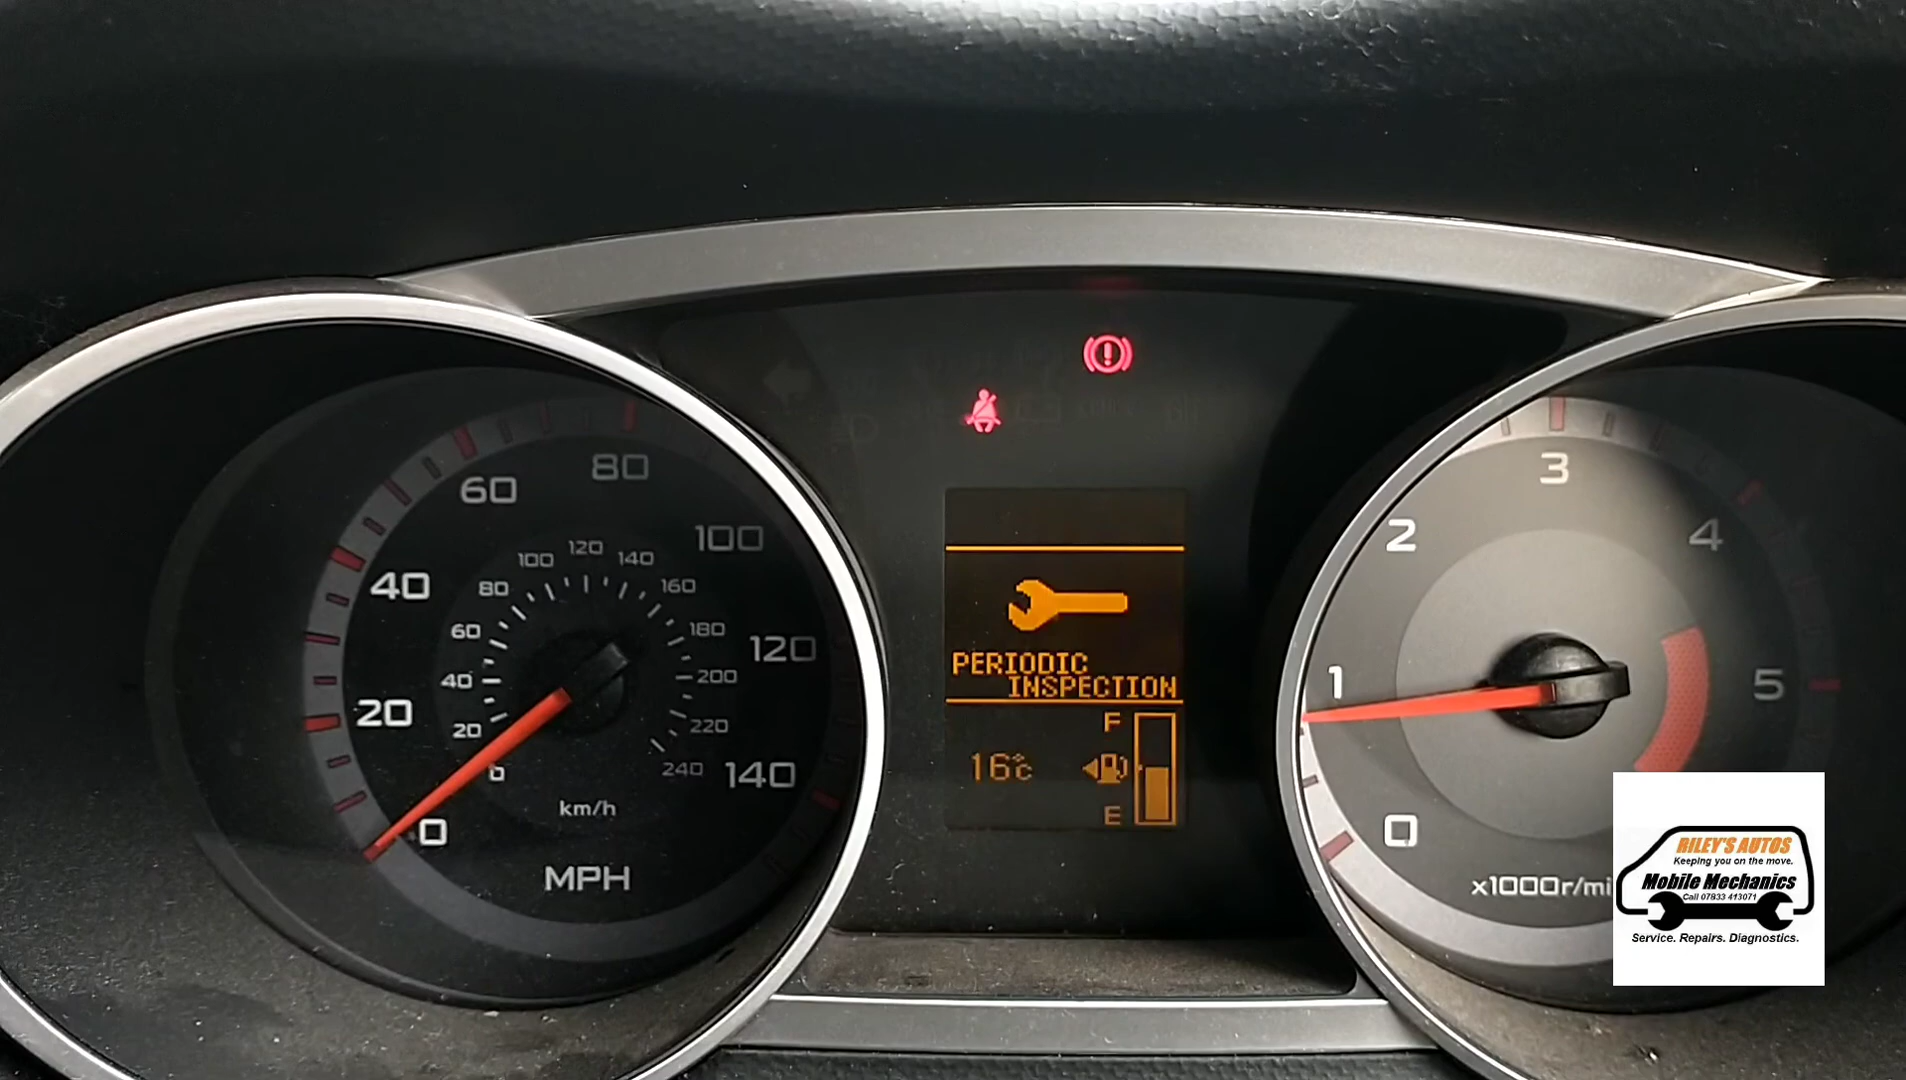 60
80
100
40
120
20
140
0
80
100
120
140
160
180
200
220
240
60
40
20
0
km/h
MPH
PERIODIC
INSPECTION
F
16°C
E
0
1
2
3
4
5
x1000r/mi
RILEY'S AUTOS
Keeping you on the move.
Mobile Mechanics
Call 07833 413071
Service. Repairs. Diagnostics.